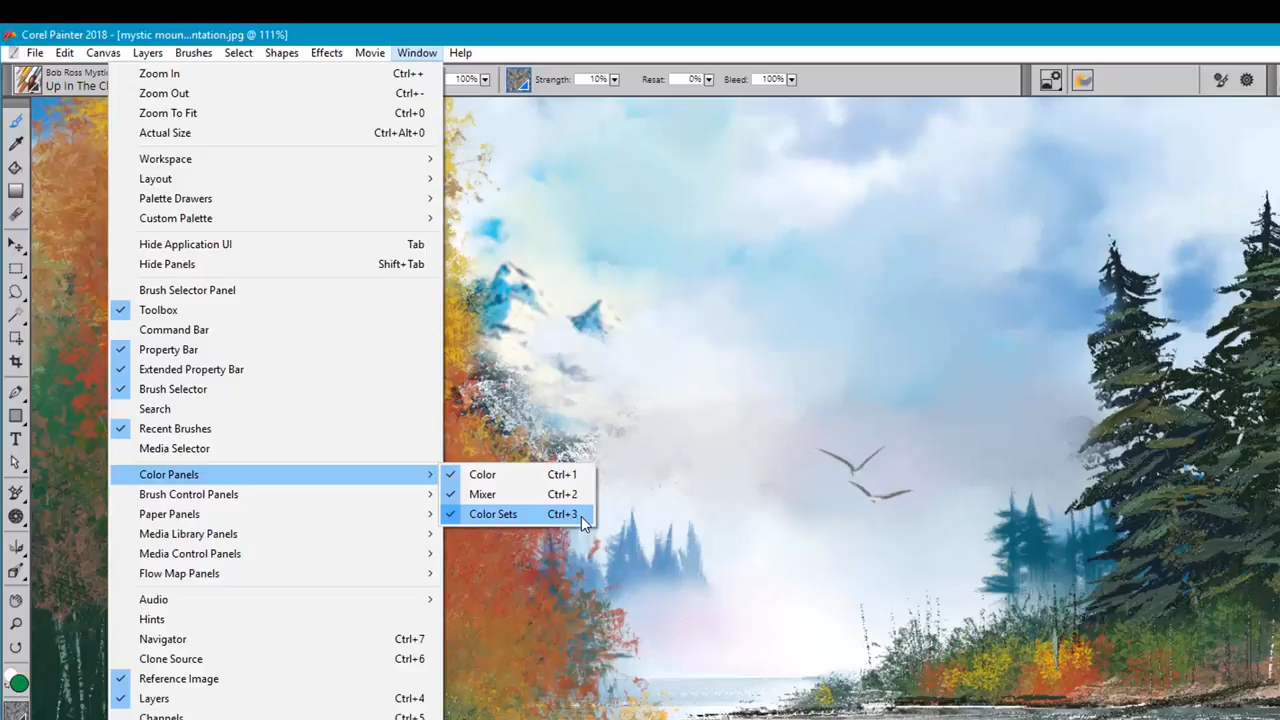 Corel Painter 2018 - [mystic moun...ntation.jpg @ 111%]
File Edit Canvas Layers Brushes Select Shapes Effects Movie Window Help
Bob Ross
Up In The
100% Strength: 10% Resat: 0% Bleed: 100%
Zoom In Ctrl++
Zoom Out Ctrl+-
Zoom To Fit Ctrl+0
Actual Size Ctrl+Alt+0
Workspace
Layout
Palette Drawers
Custom Palette
Hide Application UI Tab
Hide Panels Shift+Tab
Brush Selector Panel
Toolbox
Command Bar
Property Bar
Extended Property Bar
Brush Selector
Search
Recent Brushes
Media Selector
Color Panels
Color Ctrl+1
Brush Control Panels
Mixer Ctrl+2
Paper Panels
Color Sets Ctrl+3
Media Library Panels
Media Control Panels
Flow Map Panels
Audio
Hints
Navigator Ctrl+7
Clone Source Ctrl+6
Reference Image
Layers Ctrl+4
Channels Ctrl+5